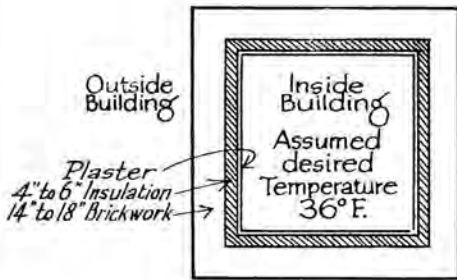 Outside
Building
Inside
Building
Assumed
desired
Temperature
36° F.
Plaster
4" to 6" Insulation
14" to 18" Brickwork